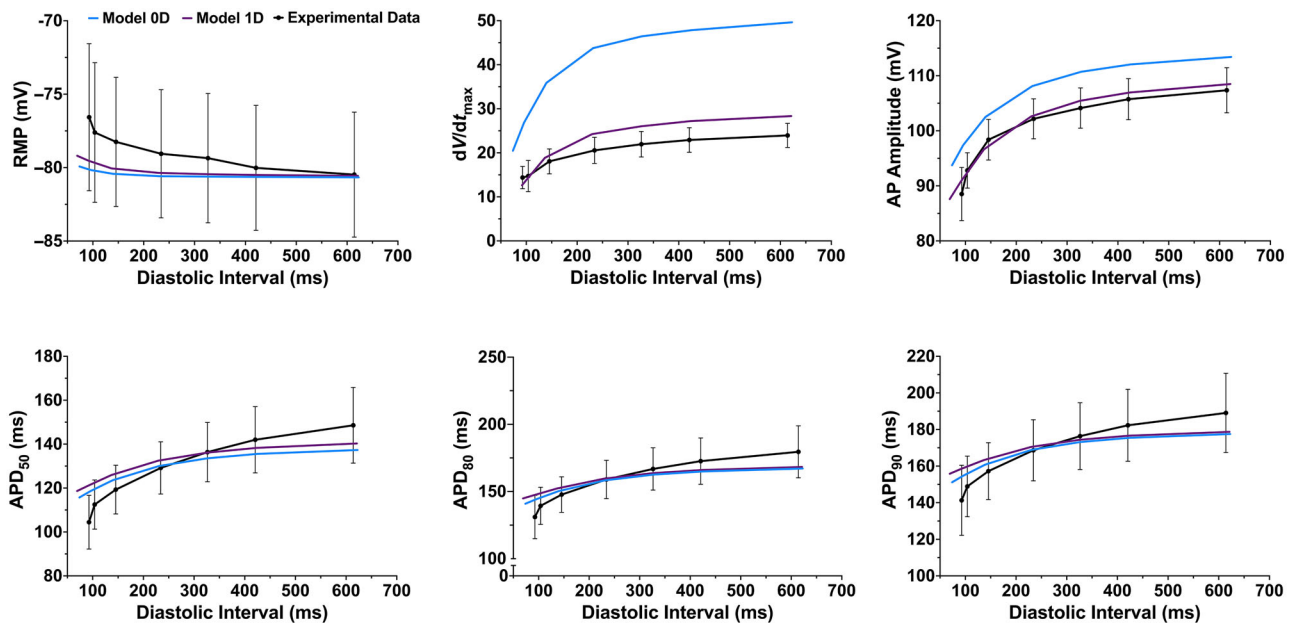 Model 0D Model 1D Experimental Data
RMP (mV)
–70
–75
–80
–85
100 200 300 400 500 600 700
Diastolic Interval (ms)
dV/dtmax
50
40
30
20
10
0
100 200 300 400 500 600 700
Diastolic Interval (ms)
AP Amplitude (mV)
120
110
100
90
80
100 200 300 400 500 600 700
Diastolic Interval (ms)
APD50 (ms)
180
160
140
120
100
80
100 200 300 400 500 600 700
Diastolic Interval (ms)
APD80 (ms)
250
200
150
100
0
100 200 300 400 500 600 700
Diastolic Interval (ms)
APD90 (ms)
220
200
180
160
140
120
100
100 200 300 400 500 600 700
Diastolic Interval (ms)